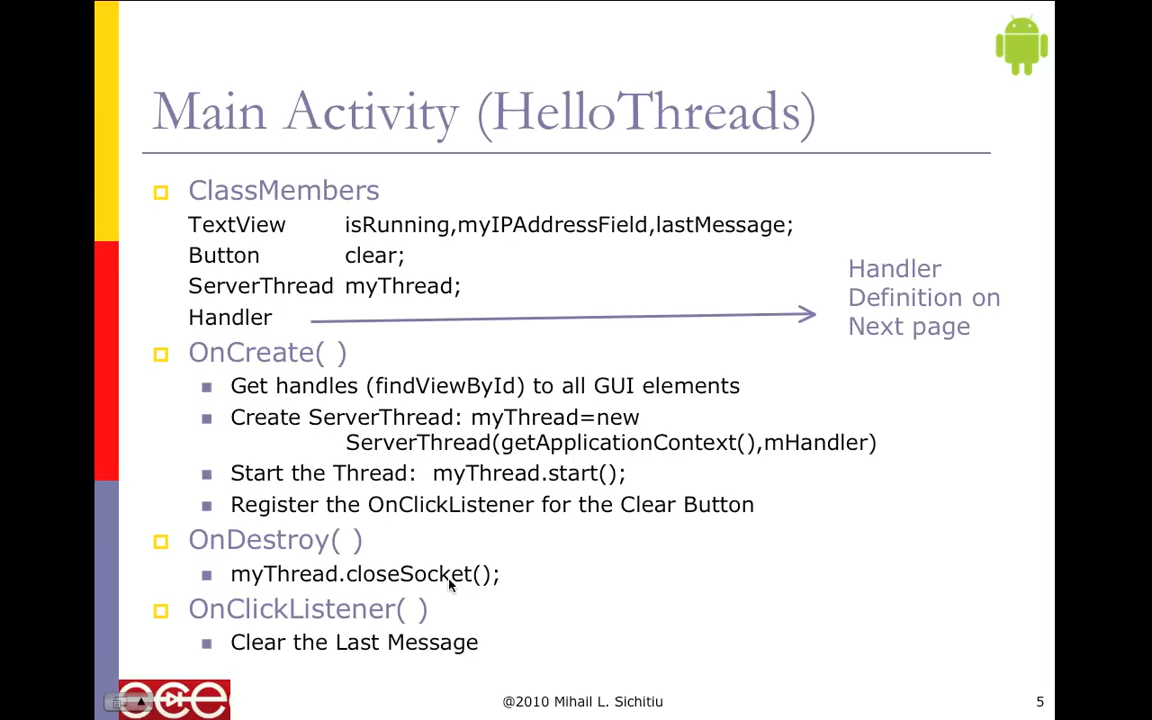 Main Activity (HelloThreads)
ClassMembers
TextView isRunning,myIPAddressField,lastMessage;
Button clear;
ServerThread myThread;
Handler
Handler
Definition on
Next page
OnCreate( )
Get handles (findViewById) to all GUI elements
Create ServerThread: myThread=new
ServerThread(getApplicationContext(),mHandler)
Start the Thread: myThread.start();
Register the OnClickListener for the Clear Button
OnDestroy( )
myThread.closeSocket();
OnClickListener( )
Clear the Last Message
ece
@2010 Mihail L. Sichitiu
5